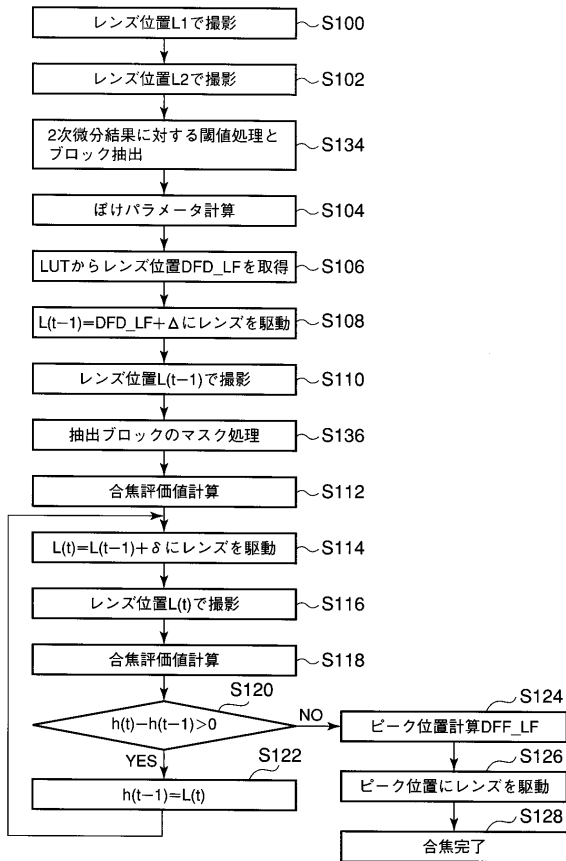 レンズ位置L1で撮影
S100
レンズ位置L2で撮影
S102
2次微分結果に対する閾値処理と
ブロック抽出
S134
ぼけパラメータ計算
S104
LUTからレンズ位置DFD_LFを取得
S106
L(t−1)=DFD_LF+Δにレンズを駆動
S108
レンズ位置L(t−1)で撮影
S110
抽出ブロックのマスク処理
S136
合焦評価値計算
S112
L(t)=L(t−1)+δにレンズを駆動
S114
レンズ位置L(t)で撮影
S116
合焦評価値計算
S118
S120
h(t)−h(t−1)>0
NO
YES
S122
h(t−1)=L(t)
S124
ピーク位置計算DFF_LF
S126
ピーク位置にレンズを駆動
S128
合焦完了